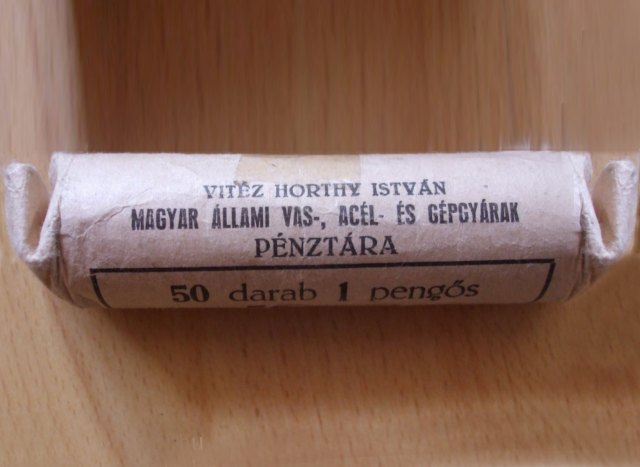 VITÉZ HORTHY ISTVÁN
MAGYAR ÁLLAMI VAS-, ACÉL- ÉS GÉPGYÁRAK
PÉNZTÁRA
50 darab 1 pengős